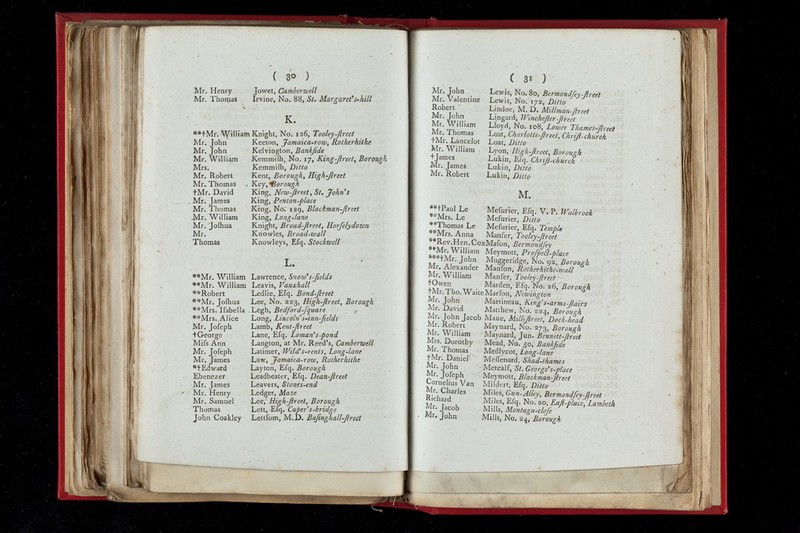 ( 30 )
Mr. Henry Jowet, Camberwell
Mr. Thomas Irvine, No. 88, St. Margaret's-hill
K.
**†Mr. William Knight, No. 126, Tooley-ſtreet
Mr. John Keeton, Jamaica-row, Rotherhithe
Mr. John Kelvington, Bankſide
Mr. William Kemmiſh, No. 17, King-ſtreet, Borough
Mrs. Kemmiſh, Ditto
Mr. Robert Kent, Borough, High-ſtreet
Mr. Thomas Key, Borough
†Mr. David King, New-ſtreet, St. John's
Mr. James King, Penton-place
Mr. Thomas King, No. 129, Blackman-ſtreet
Mr. William King, Long-lane
Mr. Joſhua Knight, Broad-ſtreet, Horſelydown
Mr. Knowles, Broad-wall
Thomas Knowleys, Eſq. Stockwell
L.
**Mr. William Lawrence, Snow's-fields
**Mr. William Leavis, Vauxhall
**Robert Ledlie, Eſq. Bond-ſtreet
**Mr. Joſhua Lee, No. 223, High-ſtreet, Borough
**Mrs. Iſabella Legh, Bedford-ſquare
**Mrs. Alice Long, Lincoln's-inn-fields
Mr. Joſeph Lamb, Kent-ſtreet
†George Lane, Eſq. Loman's-pond
Miſs Ann Langton, at Mr. Reed's, Camberwell
Mr. Joſeph Latimer, Wild's-rents, Long-lane
Mr. James Law, Jamaica-row, Rotherhithe
*†Edward Layton, Eſq. Borough
Ebenezer Leadbeater, Eſq. Dean-ſtreet
Mr. James Leavers, Stones-end
Mr. Henry Ledger, Maze
Mr. Samuel Lee, High-ſtreet, Borough
Thomas Lett, Eſq. Cuper's-bridge
John Coakley Lettſom, M.D. Baſinghall-ſtreet
( 31 )
Mr. John Lewis, No. 80, Bermondſey-ſtreet
Mr. Valentine Lewis, No. 172, Ditto
Robert Lindoe, M. D. Millman-ſtreet
Mr. John Lingard, Wincheſter-ſtreet
Mr. William Lloyd, No. 108, Lower Thames-ſtreet
Mr. Thomas Loat, Charlotte-ſtreet, Chriſt-church
†Mr. Lancelot Loat, Ditto
Mr. William Lyon, High-ſtreet, Borough
†James Lukin, Eſq. Chriſt-church
Mr. James Lukin, Ditto
Mr. Robert Lukin, Ditto
M.
**†Paul Le Meſurier, Eſq. V. P. Walbrook
**Mrs. Le Meſurier, Ditto
**Thomas Le Meſurier, Eſq. Temple
**Mrs. Anna Manſer, Tooley-ſtreet
**Rev. Hen. Cox Maſon, Bermondſey
**Mr. William Meymott, Proſpect-place
***†Mr. John Muggeridge, No. 92, Borough
Mr. Alexander Manſon, Rotherhithe-wall
Mr. William Manſer, Tooley-ſtreet
†Owen Marden, Eſq. No. 26, Borough
†Mr. Tho. Waite Marſon, Newington
Mr. John Martineau, King's-arms-ſtairs
Mr. David Matthew, No. 224, Borough
Mr. John Jacob Maue, Mill-ſtreet, Dock-head
Mr. Robert Maynard, No. 273, Borough
Mr. William Maynard, Jun. Bennett-ſtreet
Mrs. Dorothy Mead, No. 50, Bankſide
Mr. Thomas Medlycot, Long-lane
†Mr. Daniel Meſſenard, Shad-thames
Mr. John Metcalf, St. George's-place
Mr. Joſeph Meymott, Blackman-ſtreet
Cornelius Van Mildert, Eſq. Ditto
Mr. Charles Miles, Gun-Alley, Bermondſey-ſtreet
Richard Miles, Eſq. No. 20, Eaſt-place, Lambeth
Mr. Jacob Mills, Montagu-cloſe
Mr. John Mills, No. 24, Borough